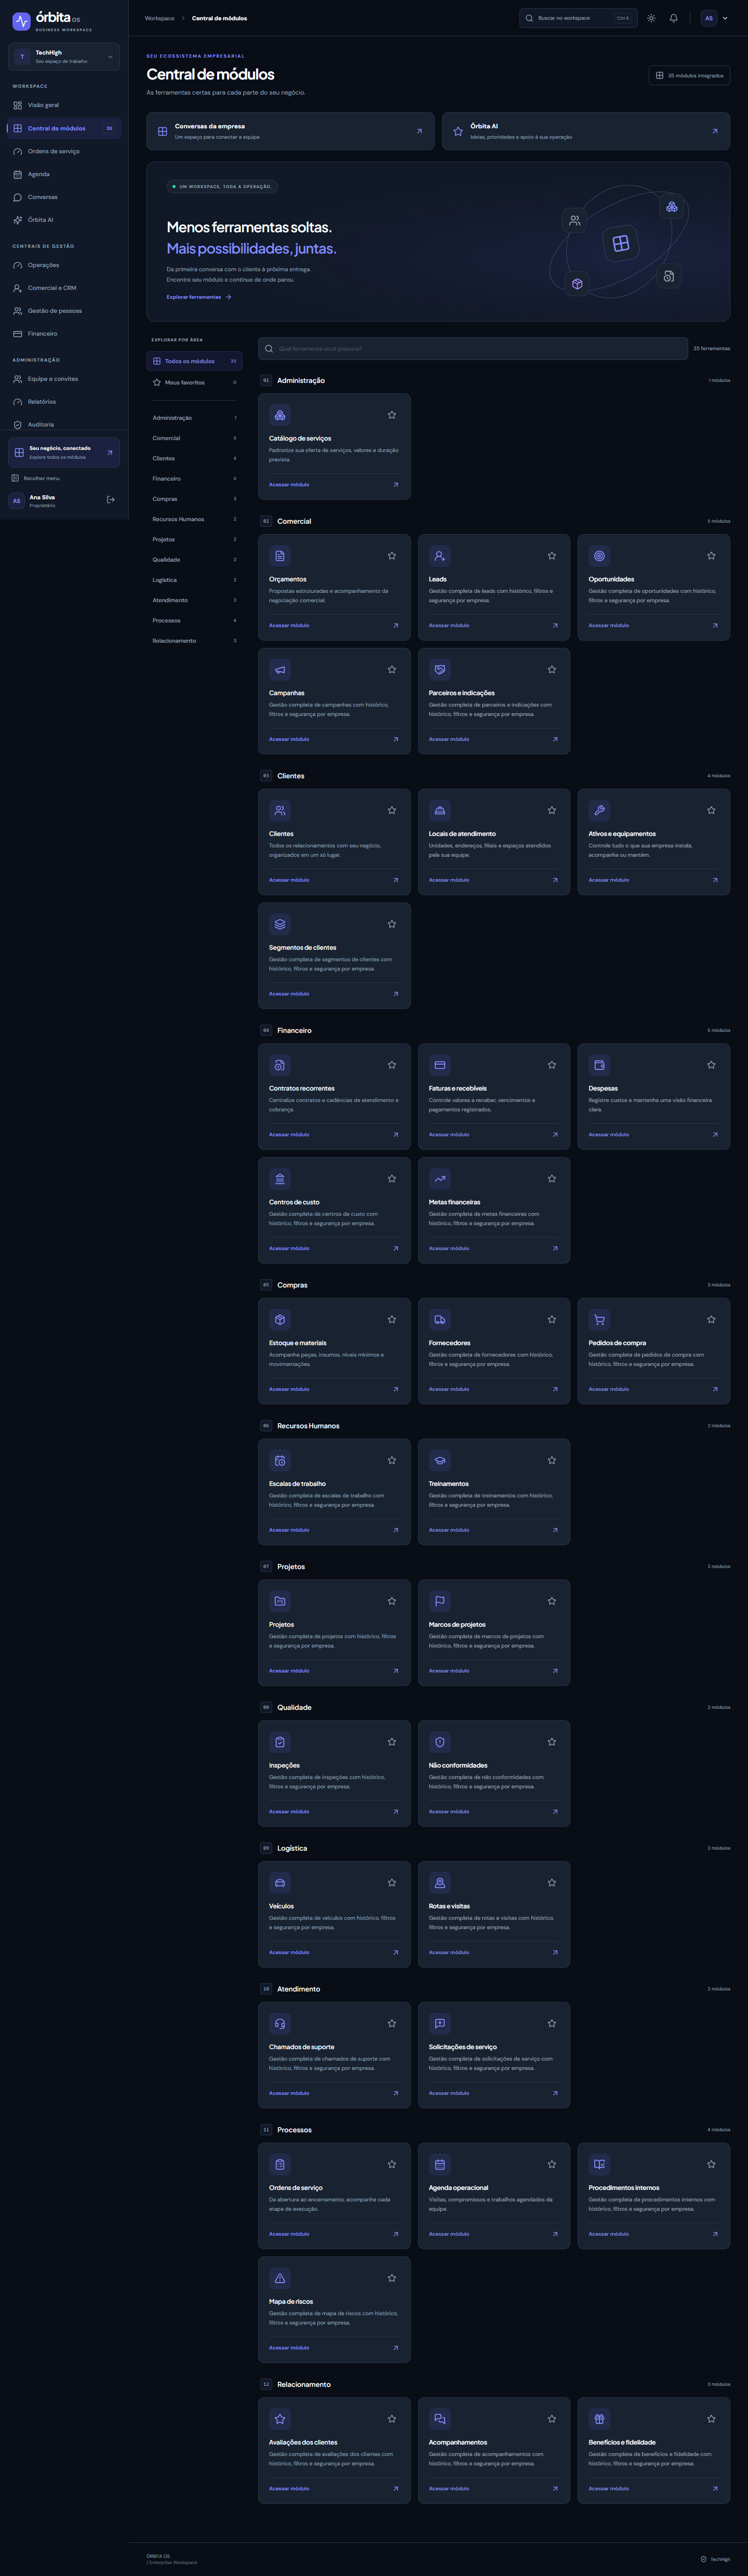 órbita OS
BUSINESS WORKSPACE
T
TechHigh
Seu espaço de trabalho
WORKSPACE
Visão geral
Central de módulos 35
Ordens de serviço
Agenda
Conversas
Órbita AI
CENTRAIS DE GESTÃO
Operações
Comercial e CRM
Gestão de pessoas
Financeiro
ADMINISTRAÇÃO
Equipe e convites
Relatórios
Auditoria
Seu negócio, conectado
Explore todos os módulos
Recolher menu
AS
Ana Silva
Proprietário
Workspace > Central de módulos
Buscar no workspace Ctrl K
AS
SEU ECOSSISTEMA EMPRESARIAL
Central de módulos
As ferramentas certas para cada parte do seu negócio.
35 módulos integrados
Conversas da empresa
Um espaço para conectar a equipe
Órbita AI
Ideias, prioridades e apoio à sua operação
UM WORKSPACE. TODA A OPERAÇÃO.
Menos ferramentas soltas.
Mais possibilidades, juntas.
Da primeira conversa com o cliente à próxima entrega.
Encontre seu módulo e continue de onde parou.
Explorar ferramentas
EXPLORAR POR ÁREA
Todos os módulos 35
Meus favoritos 0
Administração 1
Comercial 5
Clientes 4
Financeiro 5
Compras 3
Recursos Humanos 2
Projetos 2
Qualidade 2
Logística 2
Atendimento 2
Processos 4
Relacionamento 3
Qual ferramenta você procura?
35 ferramentas
01 Administração 1 módulos
Catálogo de serviços
Padronize sua oferta de serviços, valores e duração
prevista.
Acessar módulo
02 Comercial 5 módulos
Orçamentos
Propostas estruturadas e acompanhamento da
negociação comercial.
Acessar módulo
Leads
Gestão completa de leads com histórico, filtros e
segurança por empresa.
Acessar módulo
Oportunidades
Gestão completa de oportunidades com histórico,
filtros e segurança por empresa.
Acessar módulo
Campanhas
Gestão completa de campanhas com histórico,
filtros e segurança por empresa.
Acessar módulo
Parceiros e indicações
Gestão completa de parceiros e indicações com
histórico, filtros e segurança por empresa.
Acessar módulo
03 Clientes 4 módulos
Clientes
Todos os relacionamentos com seu negócio,
organizados em um só lugar.
Acessar módulo
Locais de atendimento
Unidades, endereços, filiais e espaços atendidos
pela sua equipe.
Acessar módulo
Ativos e equipamentos
Controle tudo o que sua empresa instala,
acompanha ou mantém.
Acessar módulo
Segmentos de clientes
Gestão completa de segmentos de clientes com
histórico, filtros e segurança por empresa.
Acessar módulo
04 Financeiro 5 módulos
Contratos recorrentes
Centralize contratos e cadências de atendimento e
cobrança.
Acessar módulo
Faturas e recebíveis
Controle valores a receber, vencimentos e
pagamentos registrados.
Acessar módulo
Despesas
Registre custos e mantenha uma visão financeira
clara.
Acessar módulo
Centros de custo
Gestão completa de centros de custo com
histórico, filtros e segurança por empresa.
Acessar módulo
Metas financeiras
Gestão completa de metas financeiras com
histórico, filtros e segurança por empresa.
Acessar módulo
05 Compras 3 módulos
Estoque e materiais
Acompanhe peças, insumos, níveis mínimos e
movimentações.
Acessar módulo
Fornecedores
Gestão completa de fornecedores com histórico,
filtros e segurança por empresa.
Acessar módulo
Pedidos de compra
Gestão completa de pedidos de compra com
histórico, filtros e segurança por empresa.
Acessar módulo
06 Recursos Humanos 2 módulos
Escalas de trabalho
Gestão completa de escalas de trabalho com
histórico, filtros e segurança por empresa.
Acessar módulo
Treinamentos
Gestão completa de treinamentos com histórico,
filtros e segurança por empresa.
Acessar módulo
07 Projetos 2 módulos
Projetos
Gestão completa de projetos com histórico, filtros
e segurança por empresa.
Acessar módulo
Marcos de projetos
Gestão completa de marcos de projetos com
histórico, filtros e segurança por empresa.
Acessar módulo
08 Qualidade 2 módulos
Inspeções
Gestão completa de inspeções com histórico,
filtros e segurança por empresa.
Acessar módulo
Não conformidades
Gestão completa de não conformidades com
histórico, filtros e segurança por empresa.
Acessar módulo
09 Logística 2 módulos
Veículos
Gestão completa de veículos com histórico, filtros
e segurança por empresa.
Acessar módulo
Rotas e visitas
Gestão completa de rotas e visitas com histórico,
filtros e segurança por empresa.
Acessar módulo
10 Atendimento 2 módulos
Chamados de suporte
Gestão completa de chamados de suporte com
histórico, filtros e segurança por empresa.
Acessar módulo
Solicitações de serviço
Gestão completa de solicitações de serviço com
histórico, filtros e segurança por empresa.
Acessar módulo
11 Processos 4 módulos
Ordens de serviço
Da abertura ao encerramento, acompanhe cada
etapa de execução.
Acessar módulo
Agenda operacional
Visitas, compromissos e trabalhos agendados da
equipe.
Acessar módulo
Procedimentos internos
Gestão completa de procedimentos internos com
histórico, filtros e segurança por empresa.
Acessar módulo
Mapa de riscos
Gestão completa de mapa de riscos com histórico,
filtros e segurança por empresa.
Acessar módulo
12 Relacionamento 3 módulos
Avaliações dos clientes
Gestão completa de avaliações dos clientes com
histórico, filtros e segurança por empresa.
Acessar módulo
Acompanhamentos
Gestão completa de acompanhamentos com
histórico, filtros e segurança por empresa.
Acessar módulo
Benefícios e fidelidade
Gestão completa de benefícios e fidelidade com
histórico, filtros e segurança por empresa.
Acessar módulo
ÓRBITA OS
/ Enterprise Workspace
TechHigh